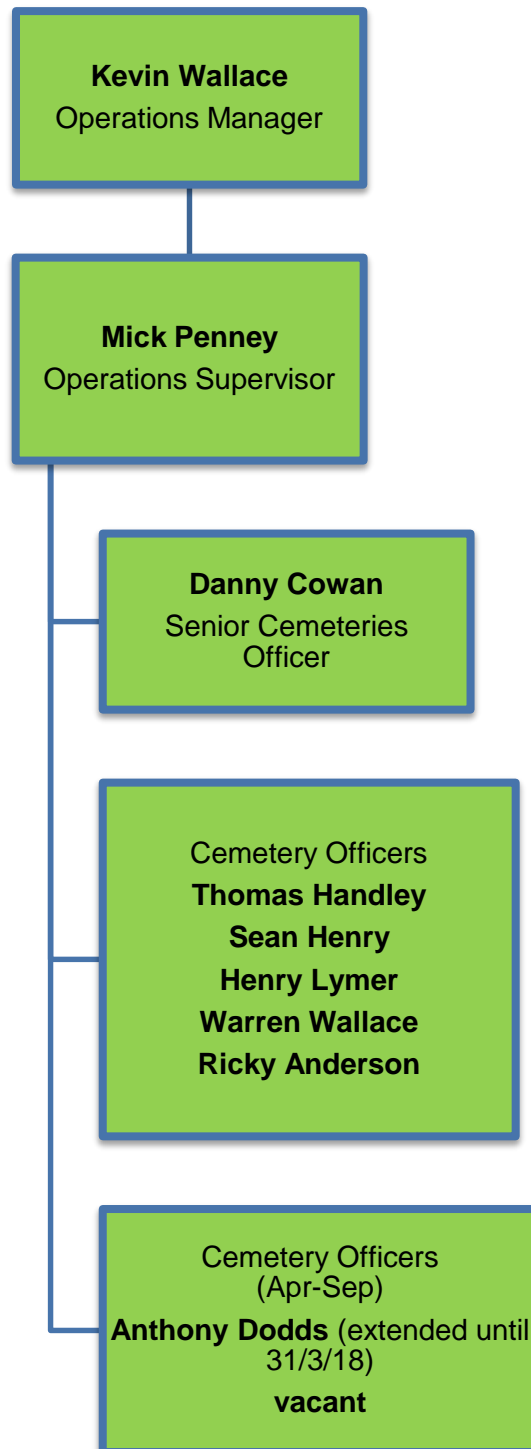 Kevin Wallace
Operations Manager
Mick Penney
Operations Supervisor
Danny Cowan
Senior Cemeteries
Officer
Cemetery Officers
Thomas Handley
Sean Henry
Henry Lymer
Warren Wallace
Ricky Anderson
Cemetery Officers
(Apr-Sep)
Anthony Dodds (extended until
31/3/18)
vacant